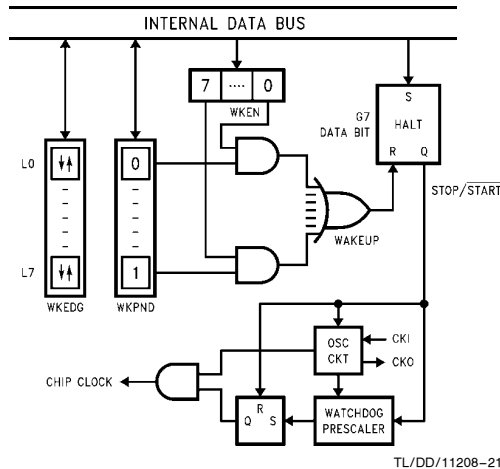 INTERNAL DATA BUS
7 .... 0
WKEN
G7
DATA BIT
S
HALT
R Q
L0
0
STOP/START
WAKEUP
L7
1
WKEDG
WKPND
OSC
CKT
CKI
CKO
CHIP CLOCK
R
Q S
WATCHDOG
PRESCALER
TL/DD/11208-21